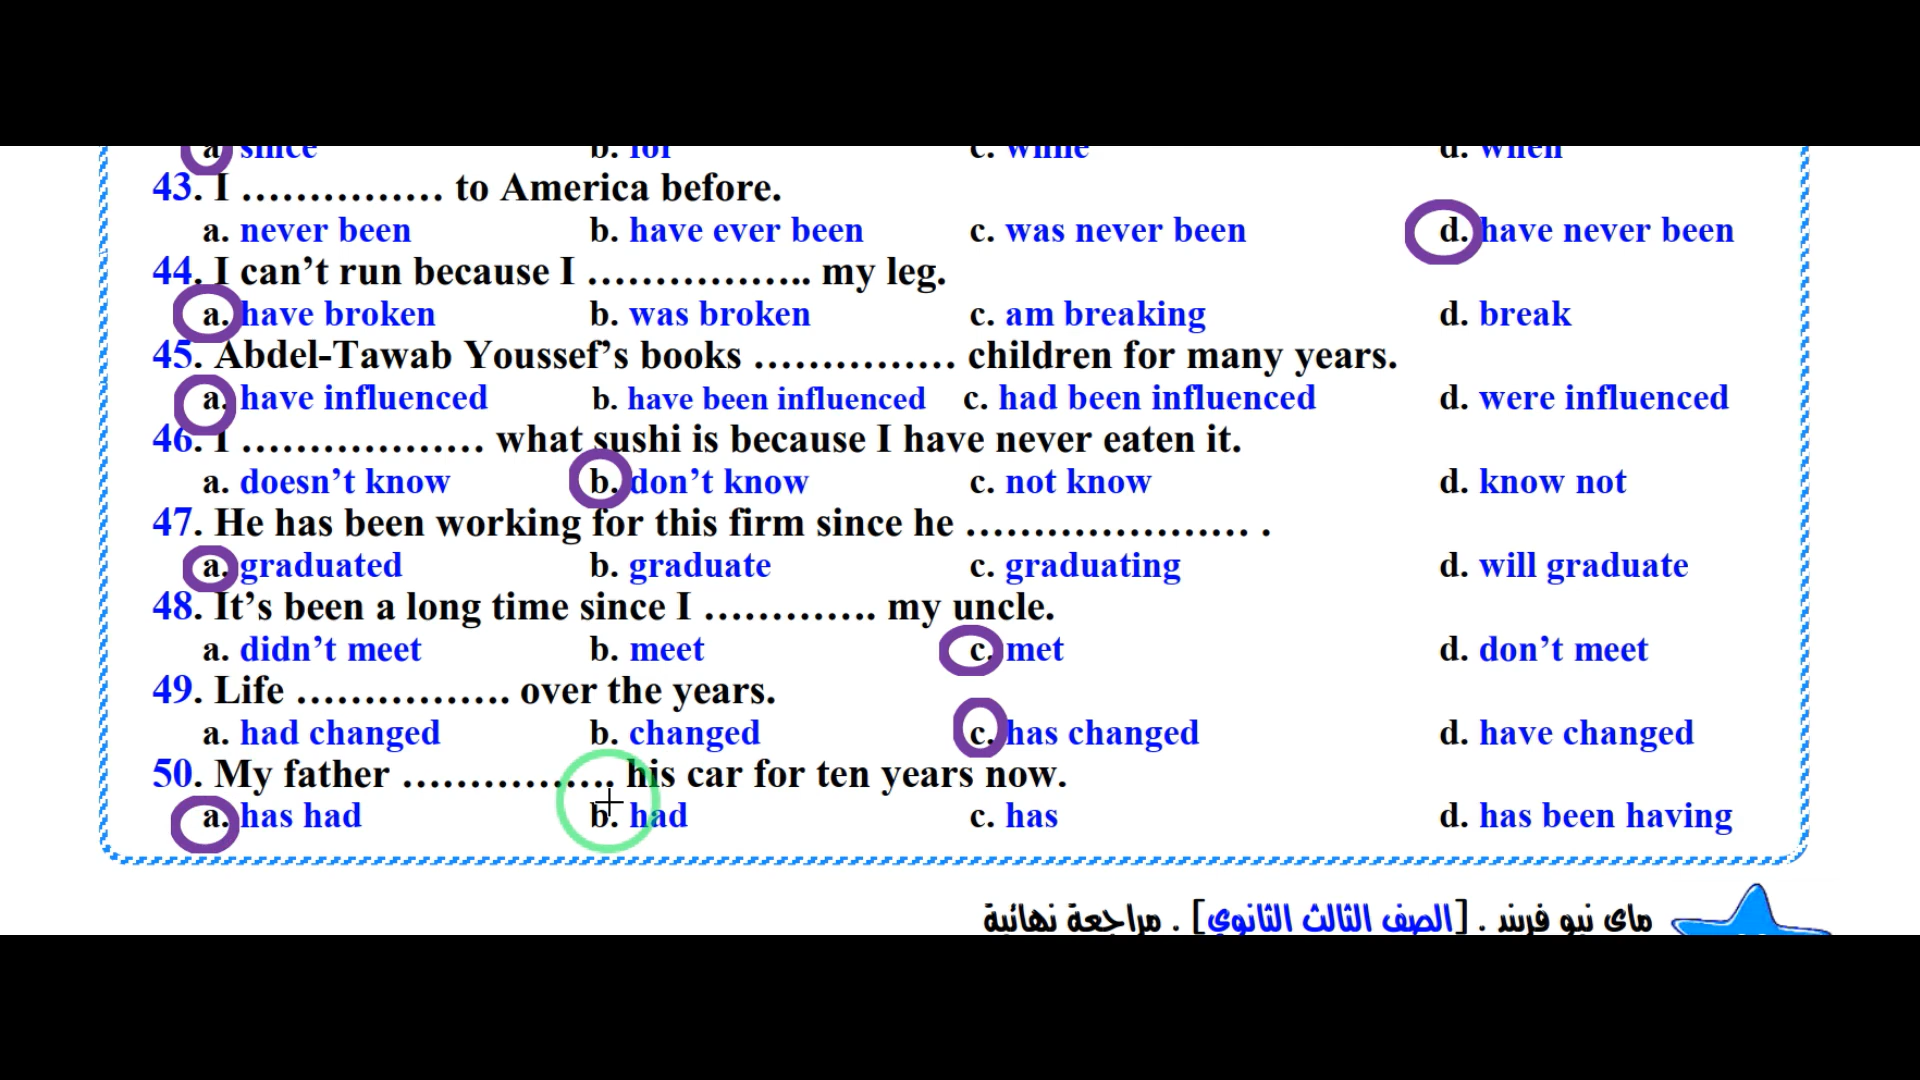 a. since b. for c. while d. when
43. I …………… to America before.
a. never been b. have ever been c. was never been d. have never been
44. I can’t run because I …………….. my leg.
a. have broken b. was broken c. am breaking d. break
45. Abdel-Tawab Youssef’s books …………… children for many years.
a. have influenced b. have been influenced c. had been influenced d. were influenced
46. I ……………… what sushi is because I have never eaten it.
a. doesn’t know b. don’t know c. not know d. know not
47. He has been working for this firm since he ………………… .
a. graduated b. graduate c. graduating d. will graduate
48. It’s been a long time since I …………. my uncle.
a. didn’t meet b. meet c. met d. don’t meet
49. Life ……………. over the years.
a. had changed b. changed c. has changed d. have changed
50. My father ……………. his car for ten years now.
a. has had b. had c. has d. has been having
ماى نيو فريند . [الصف الثالث الثانوي] . مراجعة نهائية